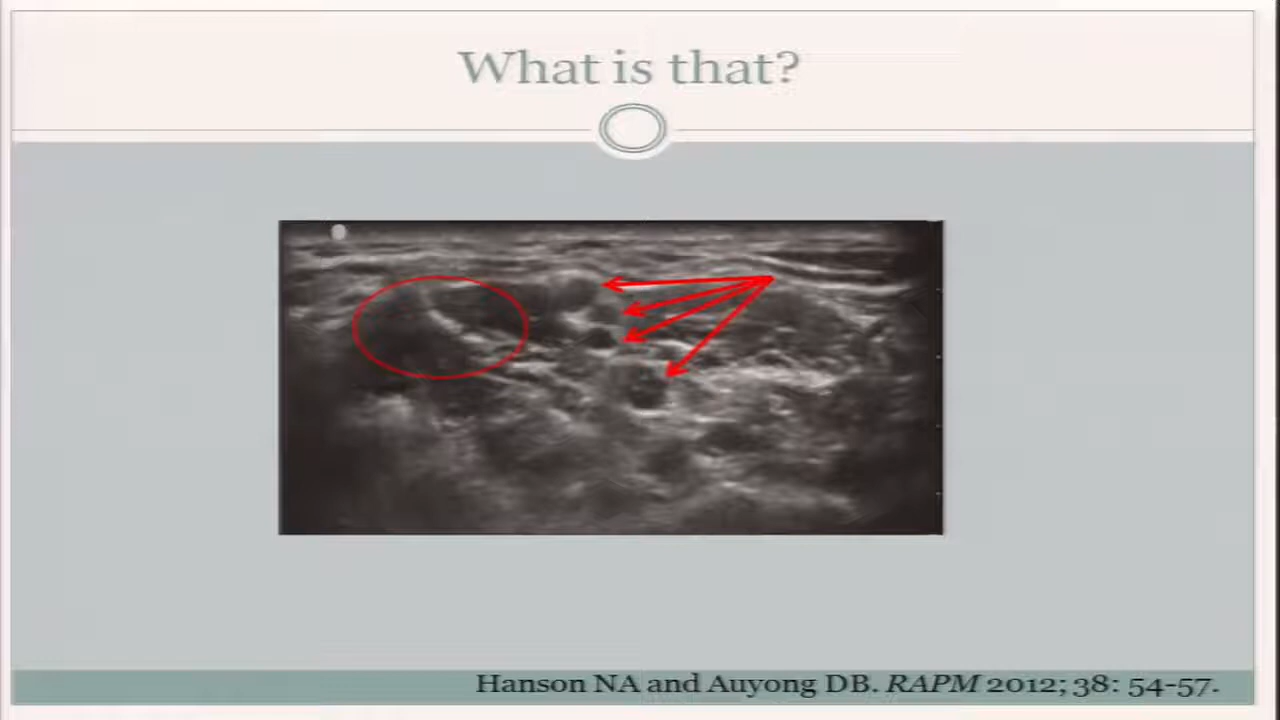 What is that?
Hanson NA and Auyong DB. RAPM 2012; 38: 54-57.